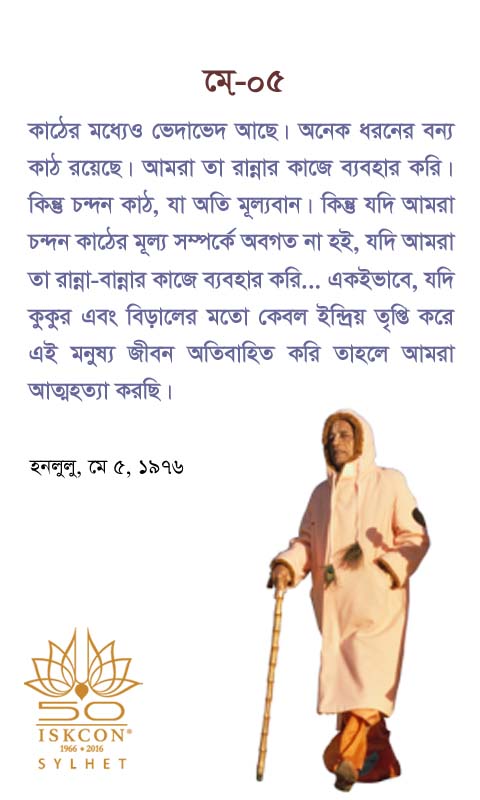 মে-০৫
কাঠের মধ্যেও ভেদাভেদ আছে। অনেক ধরনের বন্য
কাঠ রয়েছে। আমরা তা রান্নার কাজে ব্যবহার করি।
কিন্তু চন্দন কাঠ, যা অতি মূল্যবান। কিন্তু যদি আমরা
চন্দন কাঠের মূল্য সম্পর্কে অবগত না হই, যদি আমরা
তা রান্না-বান্নার কাজে ব্যবহার করি... একইভাবে, যদি
কুকুর এবং বিড়ালের মতো কেবল ইন্দ্রিয় তৃপ্তি করে
এই মনুষ্য জীবন অতিবাহিত করি তাহলে আমরা
আত্মহত্যা করছি।
হনলুলু, মে ৫, ১৯৭৬
50
ISKCON®
1966 • 2016
SYLHET